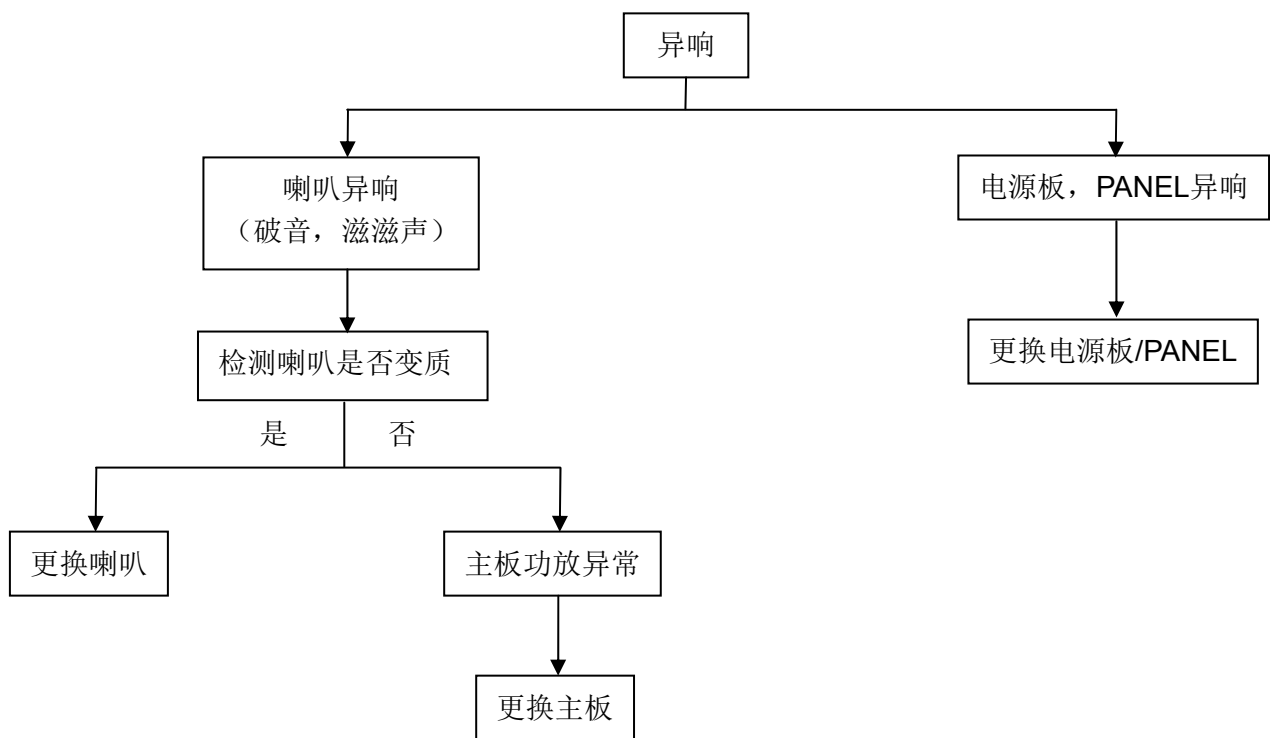 异响
喇叭异响
（破音，滋滋声）
电源板，PANEL异响
检测喇叭是否变质
更换电源板/PANEL
是
否
更换喇叭
主板功放异常
更换主板